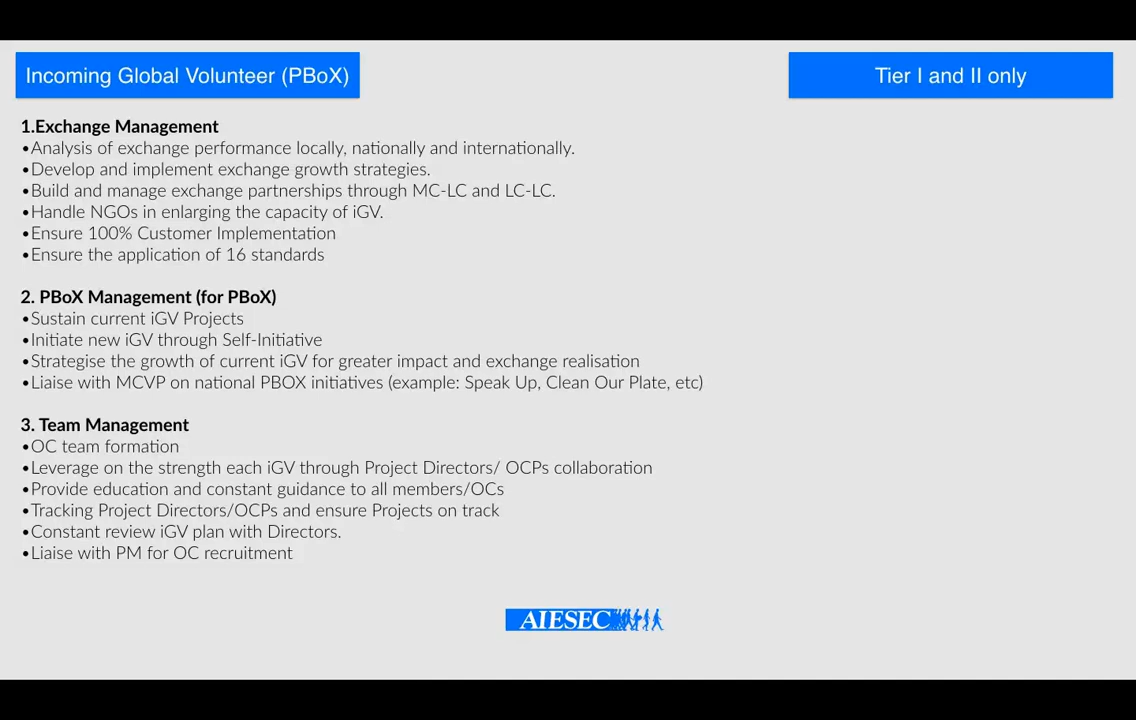 Incoming Global Volunteer (PBoX)
Tier I and II only
1.Exchange Management
•Analysis of exchange performance locally, nationally and internationally.
•Develop and implement exchange growth strategies.
•Build and manage exchange partnerships through MC-LC and LC-LC.
•Handle NGOs in enlarging the capacity of iGV.
•Ensure 100% Customer Implementation
•Ensure the application of 16 standards
2. PBoX Management (for PBoX)
•Sustain current iGV Projects
•Initiate new iGV through Self-Initiative
•Strategise the growth of current iGV for greater impact and exchange realisation
•Liaise with MCVP on national PBOX initiatives (example: Speak Up, Clean Our Plate, etc)
3. Team Management
•OC team formation
•Leverage on the strength each iGV through Project Directors/ OCPs collaboration
•Provide education and constant guidance to all members/OCs
•Tracking Project Directors/OCPs and ensure Projects on track
•Constant review iGV plan with Directors.
•Liaise with PM for OC recruitment
AIESEC